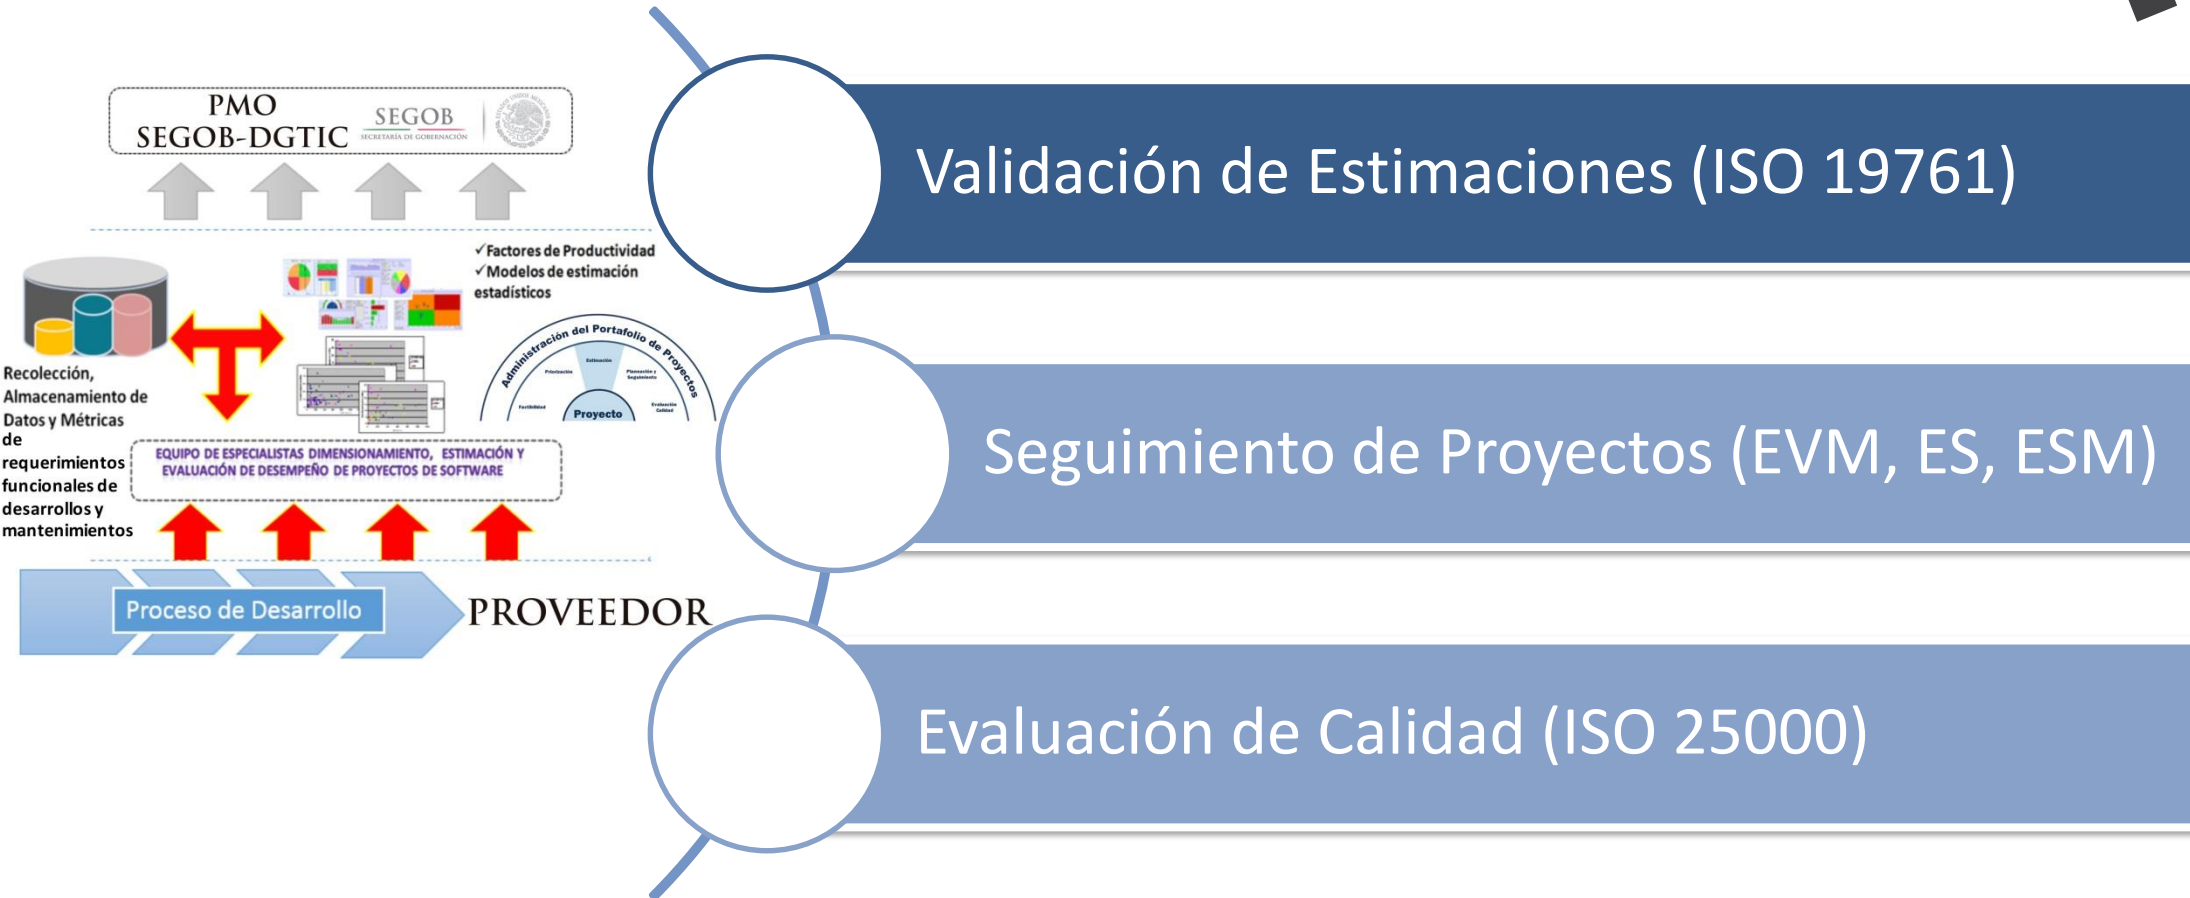 PMO
SEGOB-DGTIC
SEGOB
SECRETARÍA DE GOBERNACIÓN
✓Factores de Productividad
✓Modelos de estimación
estadísticos
Administración del Portafolio de Proyectos
Estimación
Priorización
Planeación y
Seguimiento
Factibilidad
Evaluación
Calidad
Proyecto
Recolección,
Almacenamiento de
Datos y Métricas
de
requerimientos
funcionales de
desarrollos y
mantenimientos
EQUIPO DE ESPECIALISTAS DIMENSIONAMIENTO, ESTIMACIÓN Y
EVALUACIÓN DE DESEMPEÑO DE PROYECTOS DE SOFTWARE
Proceso de Desarrollo
PROVEEDOR
Validación de Estimaciones (ISO 19761)
Seguimiento de Proyectos (EVM, ES, ESM)
Evaluación de Calidad (ISO 25000)